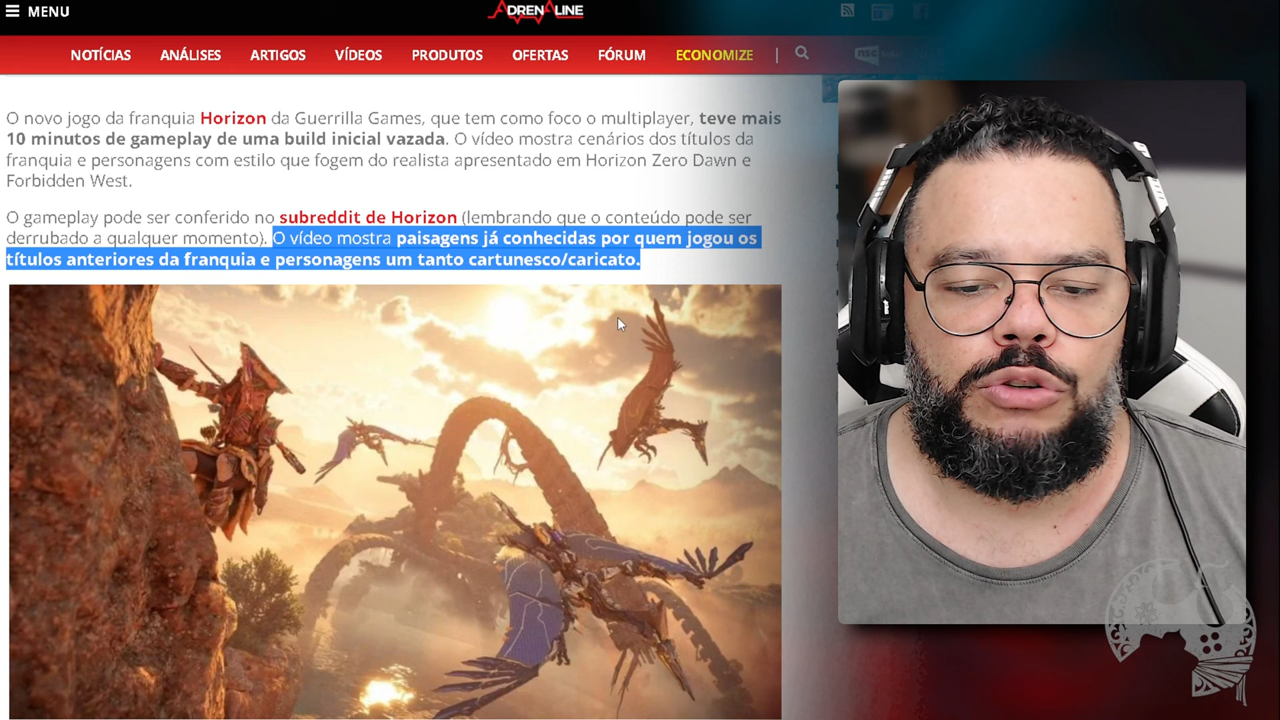 MENU
ADRENALINE
NOTÍCIAS ANÁLISES ARTIGOS VÍDEOS PRODUTOS OFERTAS FÓRUM ECONOMIZE |
O novo jogo da franquia Horizon da Guerrilla Games, que tem como foco o multiplayer, teve mais
10 minutos de gameplay de uma build inicial vazada. O vídeo mostra cenários dos títulos da
franquia e personagens com estilo que fogem do realista apresentado em Horizon Zero Dawn e
Forbidden West.
O gameplay pode ser conferido no subreddit de Horizon (lembrando que o conteúdo pode ser
derrubado a qualquer momento). O vídeo mostra paisagens já conhecidas por quem jogou os
títulos anteriores da franquia e personagens um tanto cartunesco/caricato.